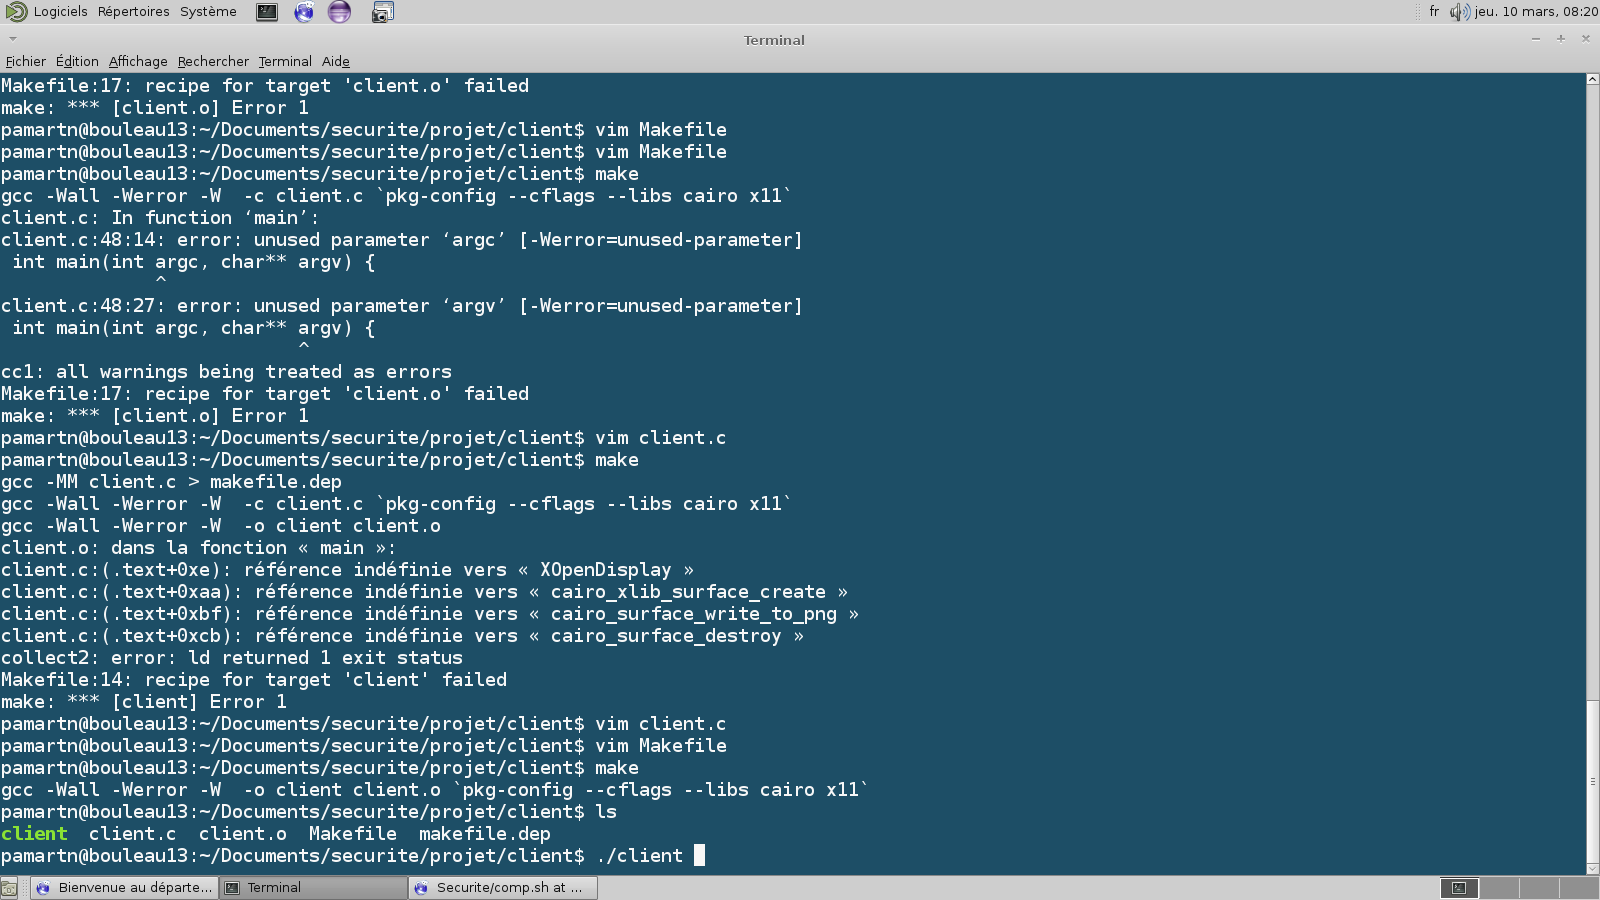 Logiciels Répertoires Système fr jeu. 10 mars, 08:20
Terminal
Fichier Édition Affichage Rechercher Terminal Aide
Makefile:17: recipe for target 'client.o' failed
make: *** [client.o] Error 1
pamartn@bouleau13:~/Documents/securite/projet/client$ vim Makefile
pamartn@bouleau13:~/Documents/securite/projet/client$ vim Makefile
pamartn@bouleau13:~/Documents/securite/projet/client$ make
gcc -Wall -Werror -W  -c client.c `pkg-config --cflags --libs cairo x11`
client.c: In function ‘main’:
client.c:48:14: error: unused parameter ‘argc’ [-Werror=unused-parameter]
 int main(int argc, char** argv) {
              ^
client.c:48:27: error: unused parameter ‘argv’ [-Werror=unused-parameter]
 int main(int argc, char** argv) {
                           ^
cc1: all warnings being treated as errors
Makefile:17: recipe for target 'client.o' failed
make: *** [client.o] Error 1
pamartn@bouleau13:~/Documents/securite/projet/client$ vim client.c
pamartn@bouleau13:~/Documents/securite/projet/client$ make
gcc -MM client.c > makefile.dep
gcc -Wall -Werror -W  -c client.c `pkg-config --cflags --libs cairo x11`
gcc -Wall -Werror -W  -o client client.o
client.o: dans la fonction « main »:
client.c:(.text+0xe): référence indéfinie vers « XOpenDisplay »
client.c:(.text+0xaa): référence indéfinie vers « cairo_xlib_surface_create »
client.c:(.text+0xbf): référence indéfinie vers « cairo_surface_write_to_png »
client.c:(.text+0xcb): référence indéfinie vers « cairo_surface_destroy »
collect2: error: ld returned 1 exit status
Makefile:14: recipe for target 'client' failed
make: *** [client] Error 1
pamartn@bouleau13:~/Documents/securite/projet/client$ vim client.c
pamartn@bouleau13:~/Documents/securite/projet/client$ vim Makefile
pamartn@bouleau13:~/Documents/securite/projet/client$ make
gcc -Wall -Werror -W  -o client client.o `pkg-config --cflags --libs cairo x11`
pamartn@bouleau13:~/Documents/securite/projet/client$ ls
client  client.c  client.o  Makefile  makefile.dep
pamartn@bouleau13:~/Documents/securite/projet/client$ ./client
Bienvenue au départe... Terminal Securite/comp.sh at ...